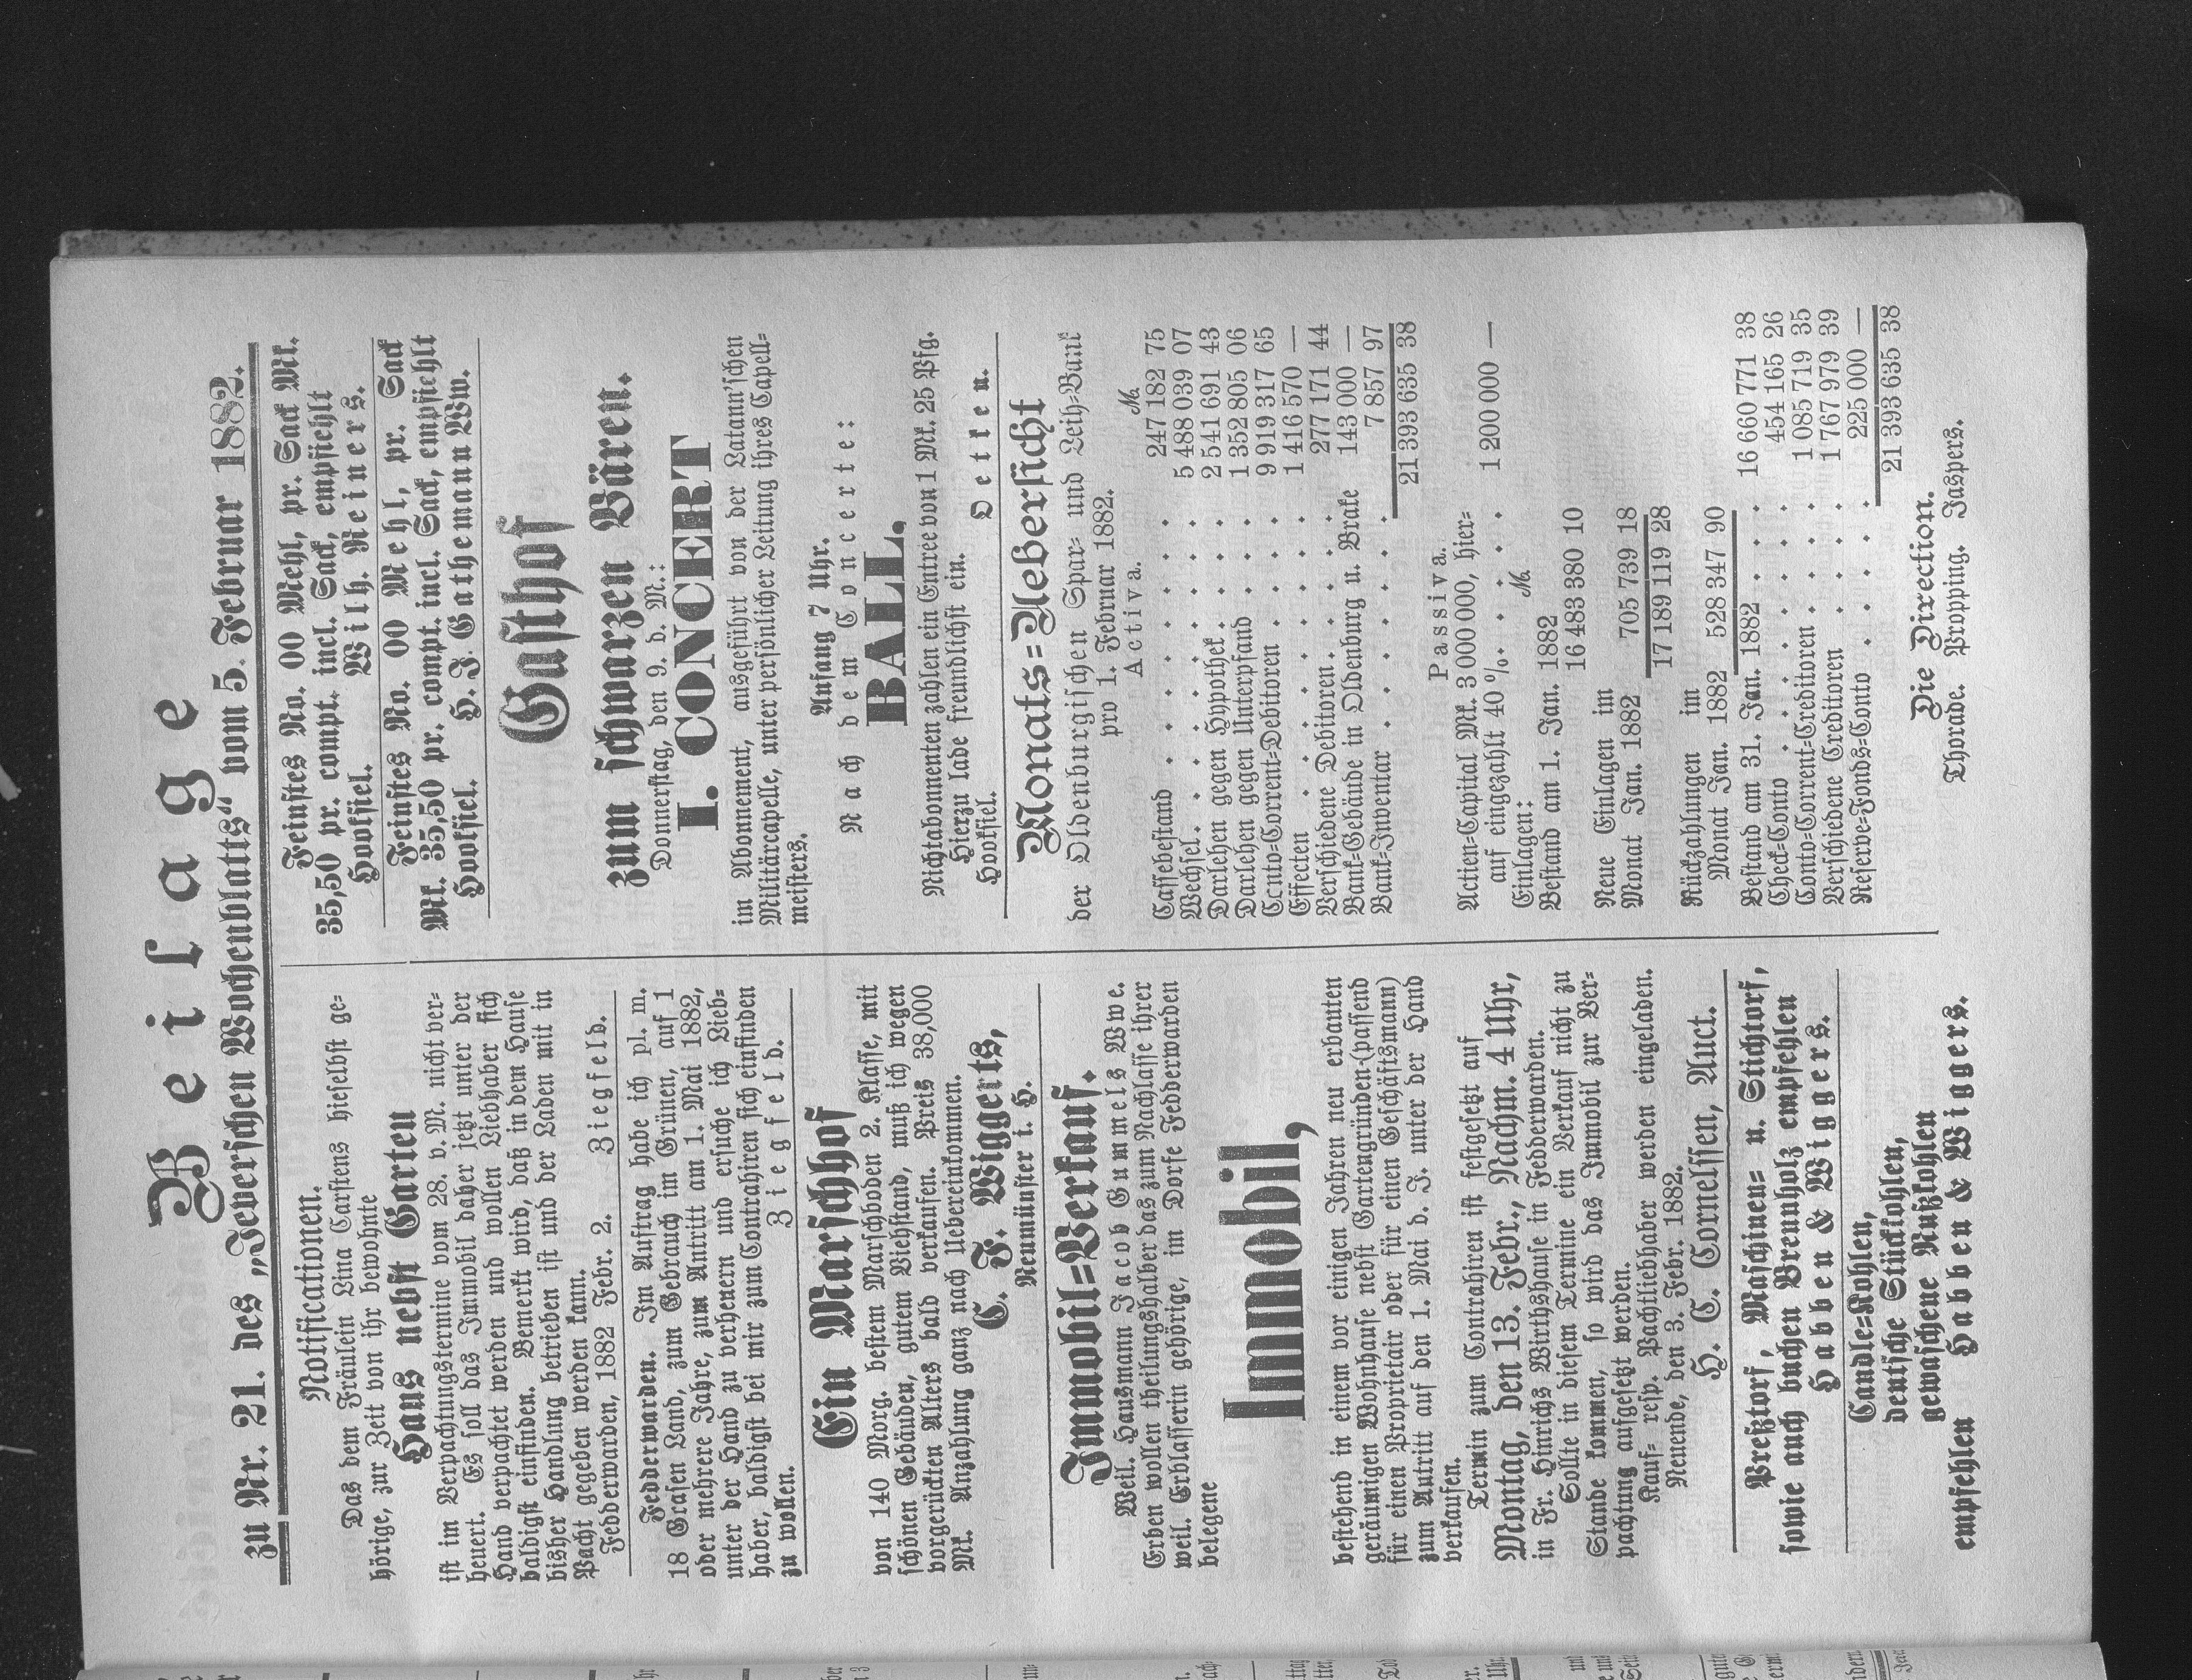 Beilage
zu Nr. 21. des „Jeverschen Wochenblatts“ vom 5. Februar 1882.
Notificationen.
Das dem Fräulein Lina Carstens hieselbst ge-
hörige, zur Zeit von ihr bewohnte
Haus nebst Garten
ist im Verpachtungstermine vom 28. v. M. nicht ver-
heuert. Es soll das Immobil daher jetzt unter der
Hand verpachtet werden und wollen Liebhaber sich
baldigst einfinden. Bemerkt wird, daß in dem Hause
bisher Handlung betrieben ist und der Laden mit in
Pacht gegeben werden kann.
Fedderwarden, 1882 Febr. 2. Ziegfeld.
Fedderwarden. Im Auftrag habe ich pl. m.
18 Grasen Land, zum Gebrauch im Grünen, auf 1
oder mehrere Jahre, zum Antritt am 1. Mai 1882,
unter der Hand zu verheuern und ersuche ich Lieb-
haber, baldigst bei mir zum Contrahiren sich einfinden
zu wollen. Ziegfeld.
Ein Marschhof
von 140 Morg. bestem Marschboden 2. Klasse, mit
schönen Gebäuden, gutem Viehstand, muß ich wegen
vorgerückten Alters bald verkaufen. Preis 38,000
Mk. Anzahlung ganz nach Uebereinkommen.
C. F. Wiggerts,
Neumünster i. H.
Immobil-Verkauf.
Weil. Hausmann Jacob Gummels Wwe.
Erben wollen theilungshalber das zum Nachlasse ihrer
weil. Erblasserin gehörige, im Dorfe Fedderwarden
belegene
Immobil,
bestehend in einem vor einigen Jahren neu erbauten
geräumigen Wohnhause nebst Gartengründen (passend
für einen Proprietair oder für einen Geschäftsmann)
zum Antritt auf den 1. Mai d. J. unter der Hand
verkaufen.
Termin zum Contrahiren ist festgesetzt auf
Montag, den 13. Febr., Nachm. 4 Uhr,
in Fr. Hinrichs Wirthshause in Fedderwarden.
Sollte in diesem Termine ein Verkauf nicht zu
Stande kommen, so wird das Immobil zur Ver-
pachtung aufgesetzt werden.
Kauf- resp. Pachtliebhaber werden eingeladen.
Neuende, den 3. Febr. 1882.
H. C. Cornelssen, Auct.
Preßtorf, Maschinen- u. Stichtorf,
sowie auch buchen Brennholz empfehlen
Habben & Wiggers.
Candle-Kohlen,
deutsche Stückkohlen,
gewaschene Nußkohlen
empfehlen Habben & Wiggers.
Feinstes No. 00 Mehl, pr. Sack Mk.
35,50 pr. compt. incl. Sack, empfiehlt
Hooksiel. Wilh. Reiners.
Feinstes No. 00 Mehl, pr. Sack
Mk. 35,50 pr. compt. incl. Sack, empfiehlt
Hooksiel. H. J. Gathemann Ww.
Gasthof
zum schwarzen Bären.
Donnerstag, den 9. d. M.:
I. CONCERT
im Abonnement, ausgeführt von der Latann'schen
Militärcapelle, unter persönlicher Leitung ihres Capell-
meisters.
Anfang 7 Uhr.
Nach dem Concerte:
BALL.
Nichtabonnenten zahlen ein Entree von 1 Mk. 25 Pfg.
Hierzu lade freundlichst ein.
Hooksiel. Oetken.
Monats-Uebersicht
der Oldenburgischen Spar- und Leih-Bank
pro 1. Februar 1882.
Activa. M.
Cassebestand . . . . . . 247 182 75
Wechsel . . . . . . . 5 488 039 07
Darlehen gegen Hypothek . . . . 2 541 691 43
Darlehen gegen Unterpfand . . . . 1 352 805 06
Conto-Corrent-Debitoren . . . . 9 919 317 65
Effecten . . . . . . . 1 416 570 —
Verschiedene Debitoren . . . . 277 171 44
Bank-Gebäude in Oldenburg u. Brake 143 000 —
Bank-Inventar . . . . . 7 857 97
21 393 635 38
Passiva.
Actien-Capital Mk. 3 000 000, hier-
auf eingezahlt 40 % . . . . 1 200 000 —
Einlagen: M.
Bestand am 1. Jan. 1882
16 483 380 10
Neue Einlagen im
Monat Jan. 1882 705 739 18
17 189 119 28
Rückzahlungen im
Monat Jan. 1882 528 347 90
Bestand am 31. Jan. 1882 16 660 771 38
Check-Conto . . . . . . 454 165 26
Conto-Corrent-Creditoren . . . . 1 085 719 35
Verschiedene Creditoren . . . . 1 767 979 39
Reserve-Fonds-Conto . . . . 225 000 —
21 393 635 38
Die Direction.
Thorade. Propping. Jaspers.